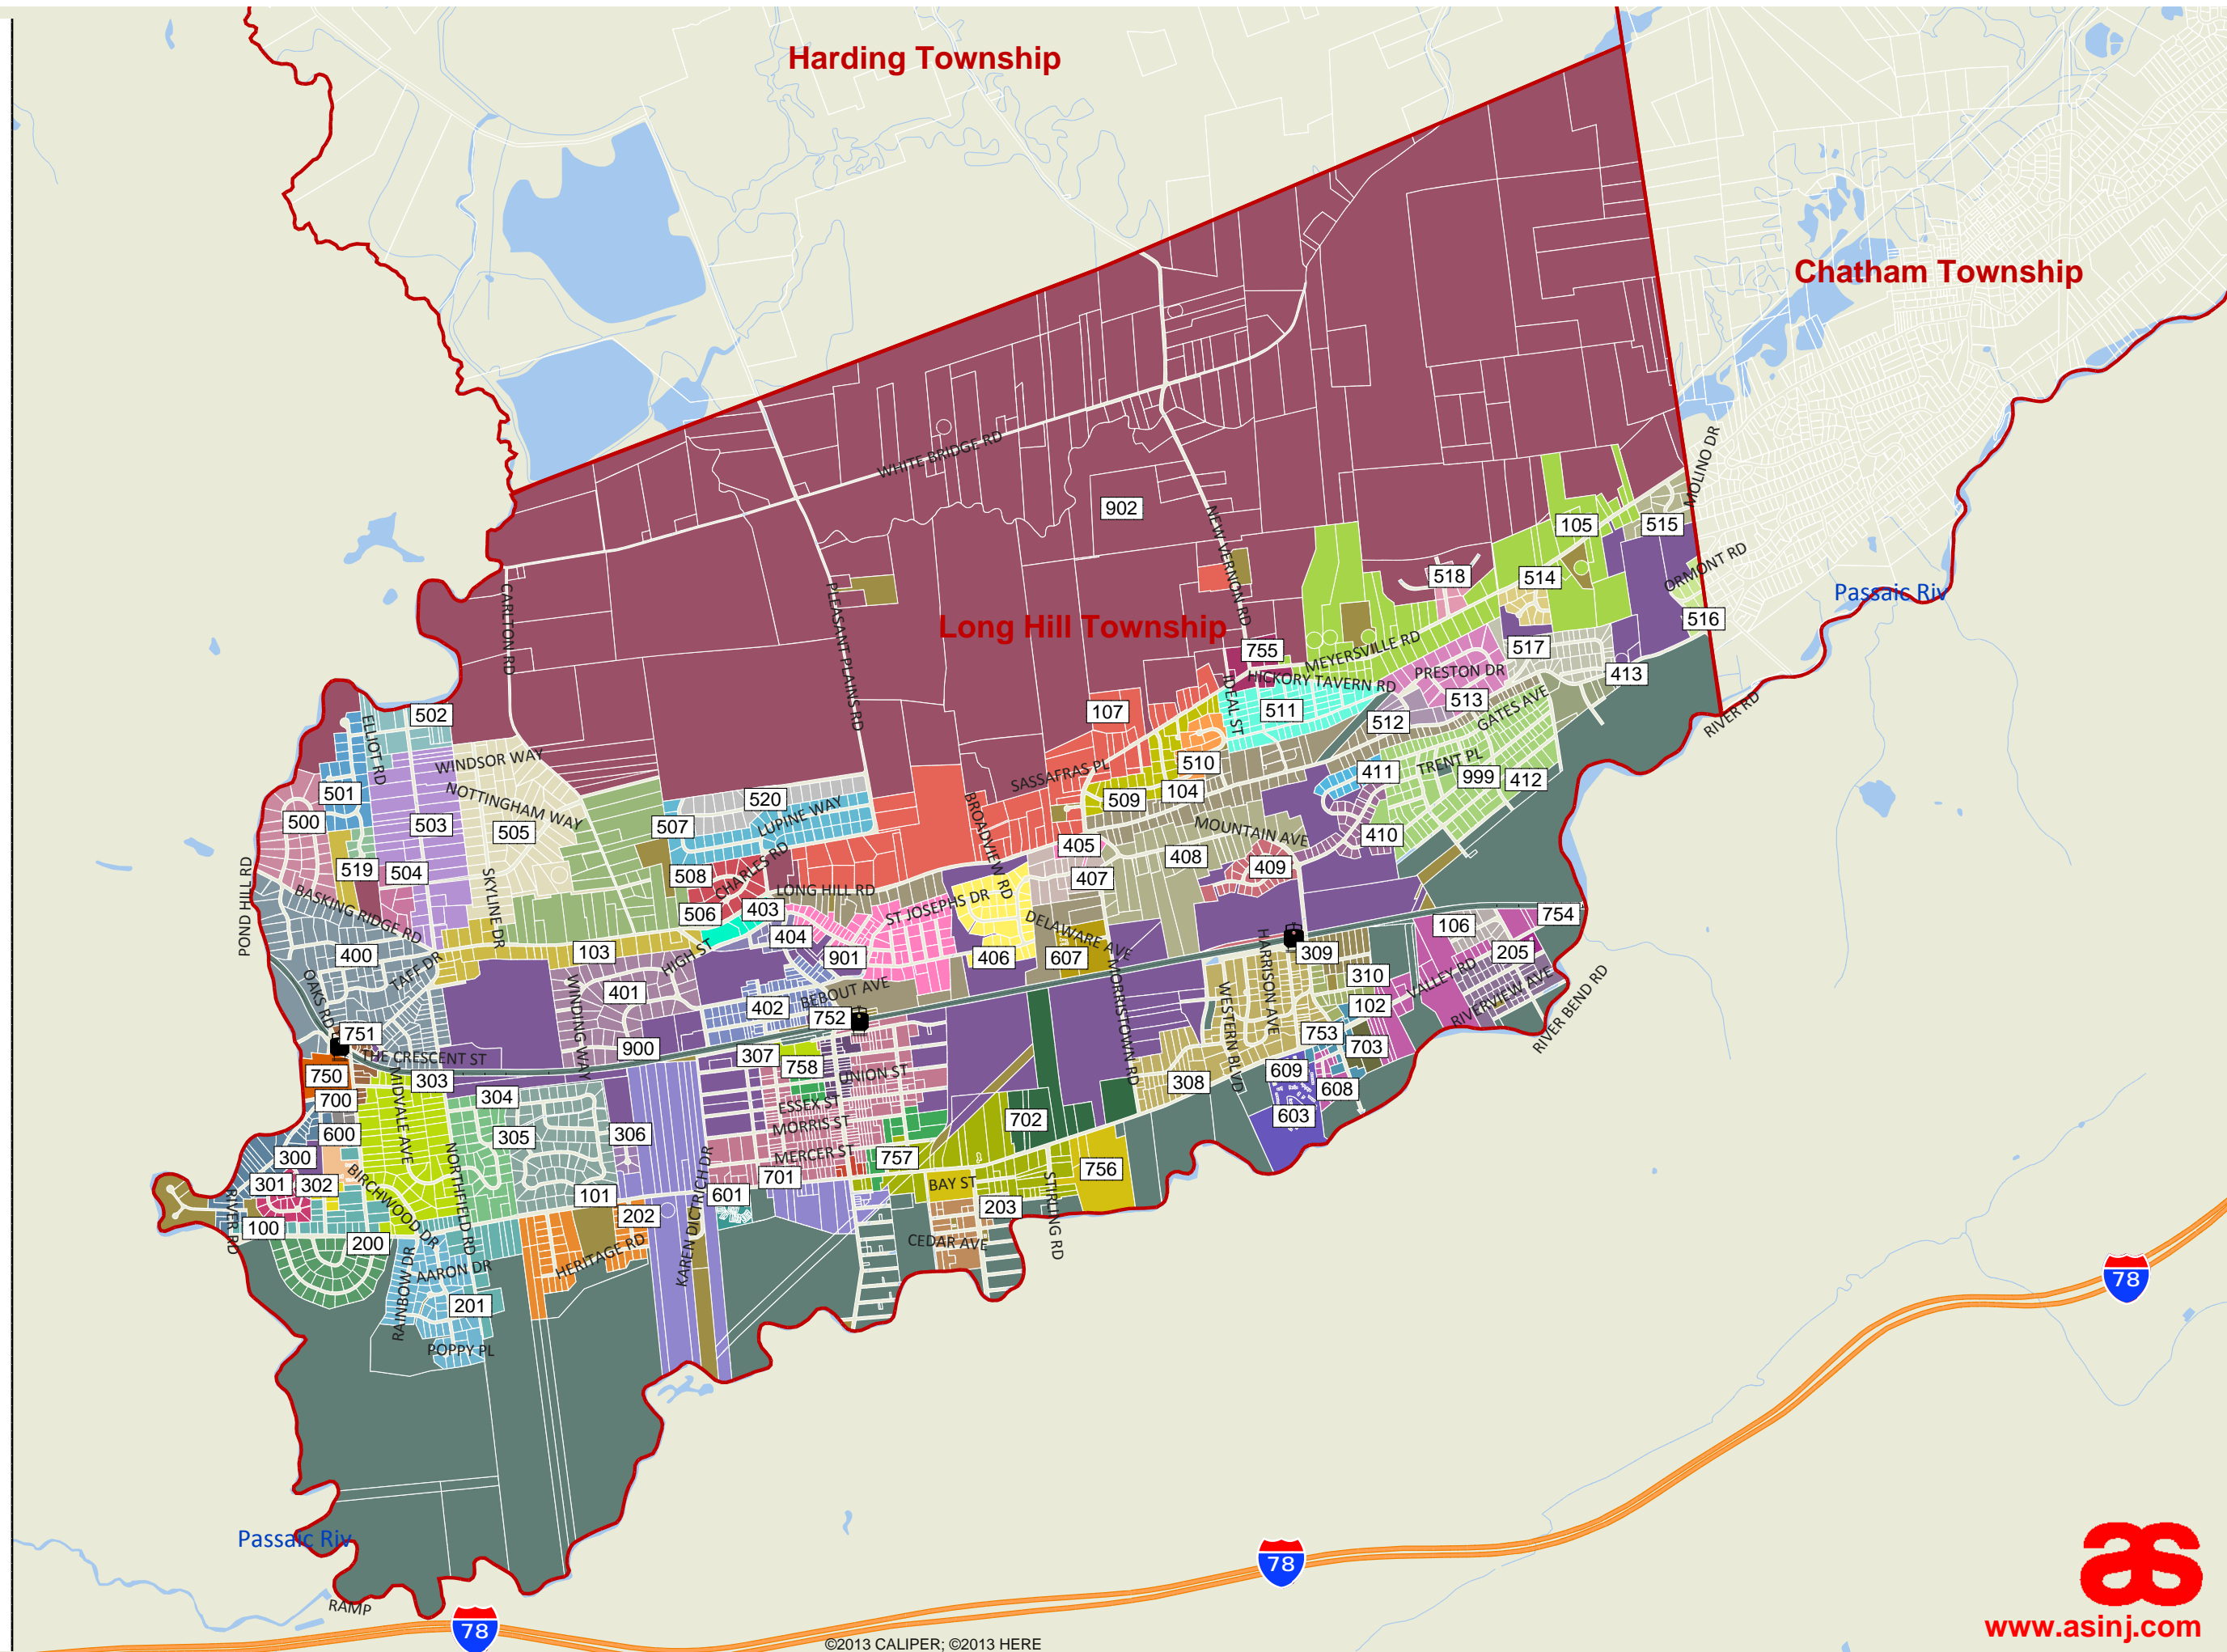 Harding Township
Chatham Township
Long Hill Township
Passaic Riv
Passaic Riv
MOLINO DR
ORMONT RD
RIVER RD
WHITE BRIDGE RD
NEW VERNON RD
CARLTON RD
PLEASANT PLAINS RD
MEYERSVILLE RD
HICKORY TAVERN RD
PRESTON DR
GATES AVE
TRENT PL
IDEAL ST
SASSAFRAS PL
BROADVIEW RD
MOUNTAIN AVE
ELLIOT RD
WINDSOR WAY
NOTTINGHAM WAY
LUPINE WAY
CHARLES RD
LONG HILL RD
ST JOSEPHS DR
DELAWARE AVE
POND HILL RD
BASKING RIDGE RD
SKYLINE DR
TAFF DR
OAKS RD
HIGH ST
BEBOUT AVE
WINDING WAY
THE CRESCENT ST
MORRISTOWN RD
WESTERN BLVD
HARRISON AVE
VALLEY RD
RIVERVIEW AVE
RIVER BEND RD
UNION ST
ESSEX ST
MORRIS ST
MERCER ST
MIDVALE AVE
NORTHFIELD RD
BIRCHWOOD DR
RIVER RD
RAINBOW DR
AARON DR
POPPY PL
HERITAGE RD
KAREN DICTRICH DR
BAY ST
CEDAR AVE
STIRLING RD
RAMP
902
105
515
518
514
516
517
413
755
513
511
512
107
502
510
411
999
412
104
509
520
501
500
503
505
507
410
405
408
409
407
519
504
508
506
403
404
901
406
607
103
400
401
402
752
900
751
106
754
205
309
310
102
753
703
609
608
603
308
307
758
750
303
700
304
600
305
306
702
300
301
302
757
756
701
601
101
203
202
100
200
201
78
78
78
©2013 CALIPER; ©2013 HERE
as
www.asinj.com